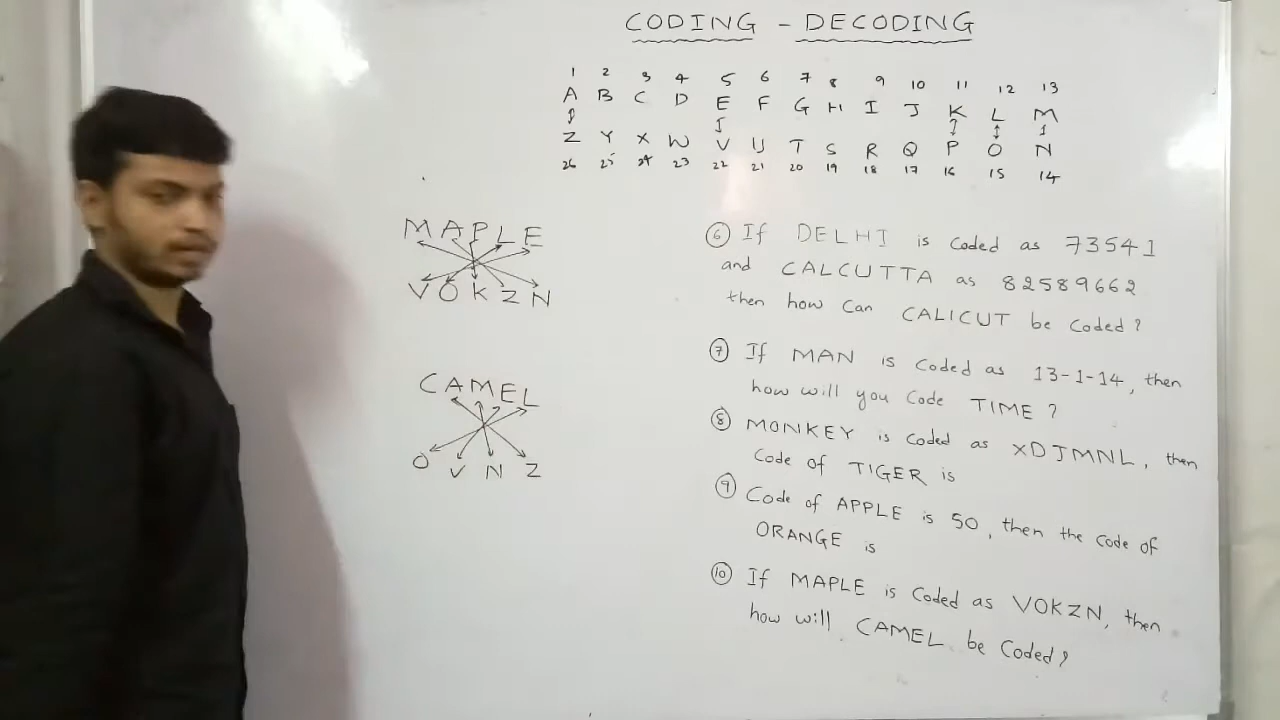 CODING - DECODING
1 2 3 4 5 6 7 8 9 10 11 12 13
A B C D E F G H I J K L M
Z Y X W V U T S R Q P O N
26 25 24 23 22 21 20 19 18 17 16 15 14
MAPLE
VOKZN
CAMEL
O V N Z
6 If DELHI is coded as 73541
and CALCUTTA as 82589662
then how can CALICUT be coded?
7 If MAN is coded as 13-1-14, then
how will you code TIME ?
8 MONKEY is coded as XDJMNL, then
Code of TIGER is
9 Code of APPLE is 50, then the code of
ORANGE is
10 If MAPLE is coded as VOKZN, then
how will CAMEL be coded?